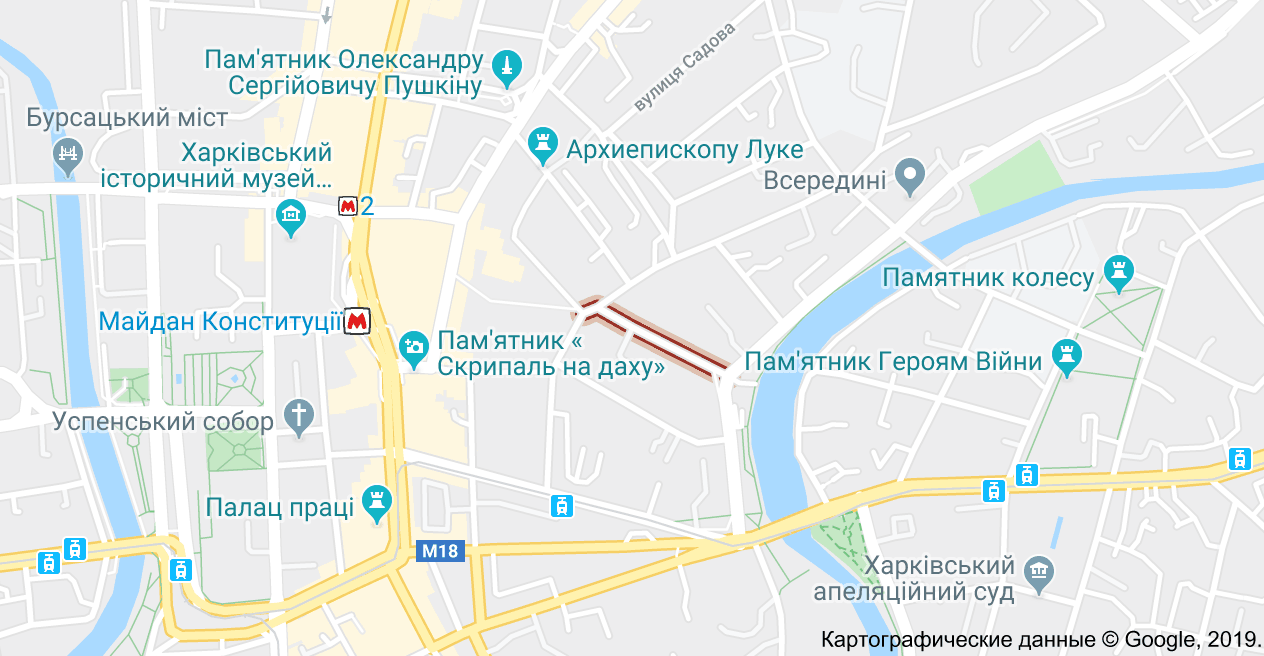 вулиця Садова
Пам'ятник Олександру
Сергійовичу Пушкіну
Бурсацький міст
Харківський
історичний музей...
Архиепископу Луке
Всередині
2
Памятник колесу
Майдан Конституції
Пам'ятник «
Скрипаль на даху»
Пам'ятник Героям Війни
Успенський собор
Палац праці
М18
Харківський
апеляційний суд
Картографические данные © Google, 2019.